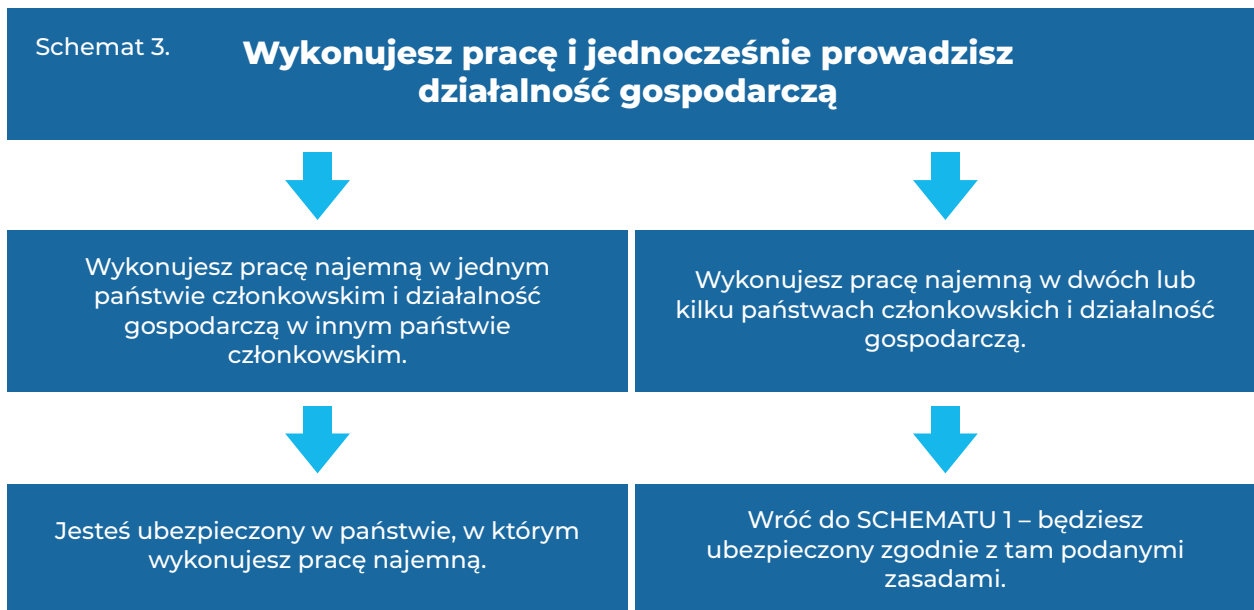 Schemat 3.
Wykonujesz pracę i jednocześnie prowadzisz
działalność gospodarczą
Wykonujesz pracę najemną w jednym
państwie członkowskim i działalność
gospodarczą w innym państwie
członkowskim.
Wykonujesz pracę najemną w dwóch lub
kilku państwach członkowskich i działalność
gospodarczą.
Jesteś ubezpieczony w państwie, w którym
wykonujesz pracę najemną.
Wróć do SCHEMATU 1 – będziesz
ubezpieczony zgodnie z tam podanymi
zasadami.